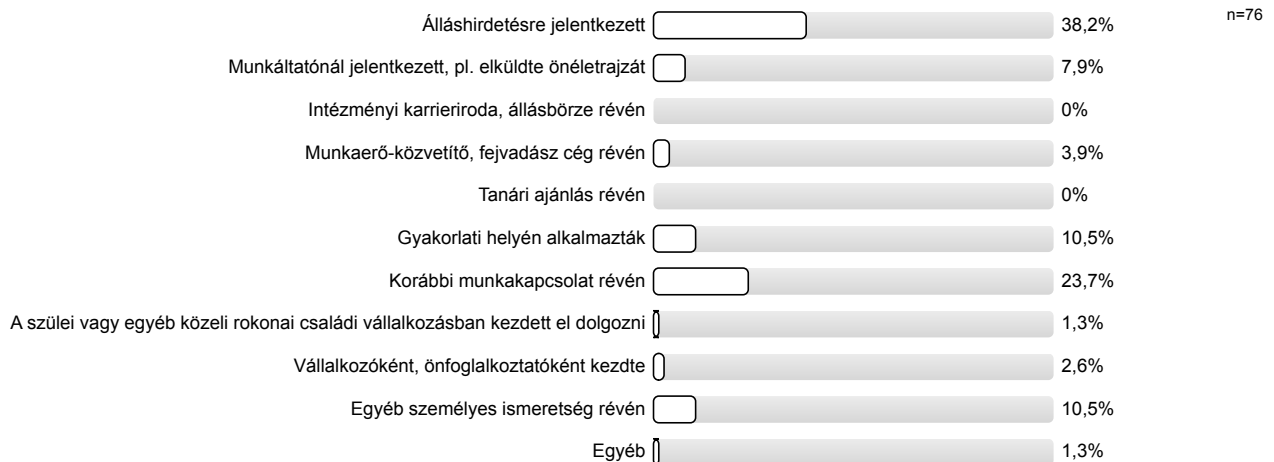 n=76
Álláshirdetésre jelentkezett 38,2%
Munkáltatónál jelentkezett, pl. elküldte önéletrajzát 7,9%
Intézményi karrieriroda, állásbörze révén 0%
Munkaerő-közvetítő, fejvadász cég révén 3,9%
Tanári ajánlás révén 0%
Gyakorlati helyén alkalmazták 10,5%
Korábbi munkakapcsolat révén 23,7%
A szülei vagy egyéb közeli rokonai családi vállalkozásban kezdett el dolgozni 1,3%
Vállalkozóként, önfoglalkoztatóként kezdte 2,6%
Egyéb személyes ismeretség révén 10,5%
Egyéb 1,3%